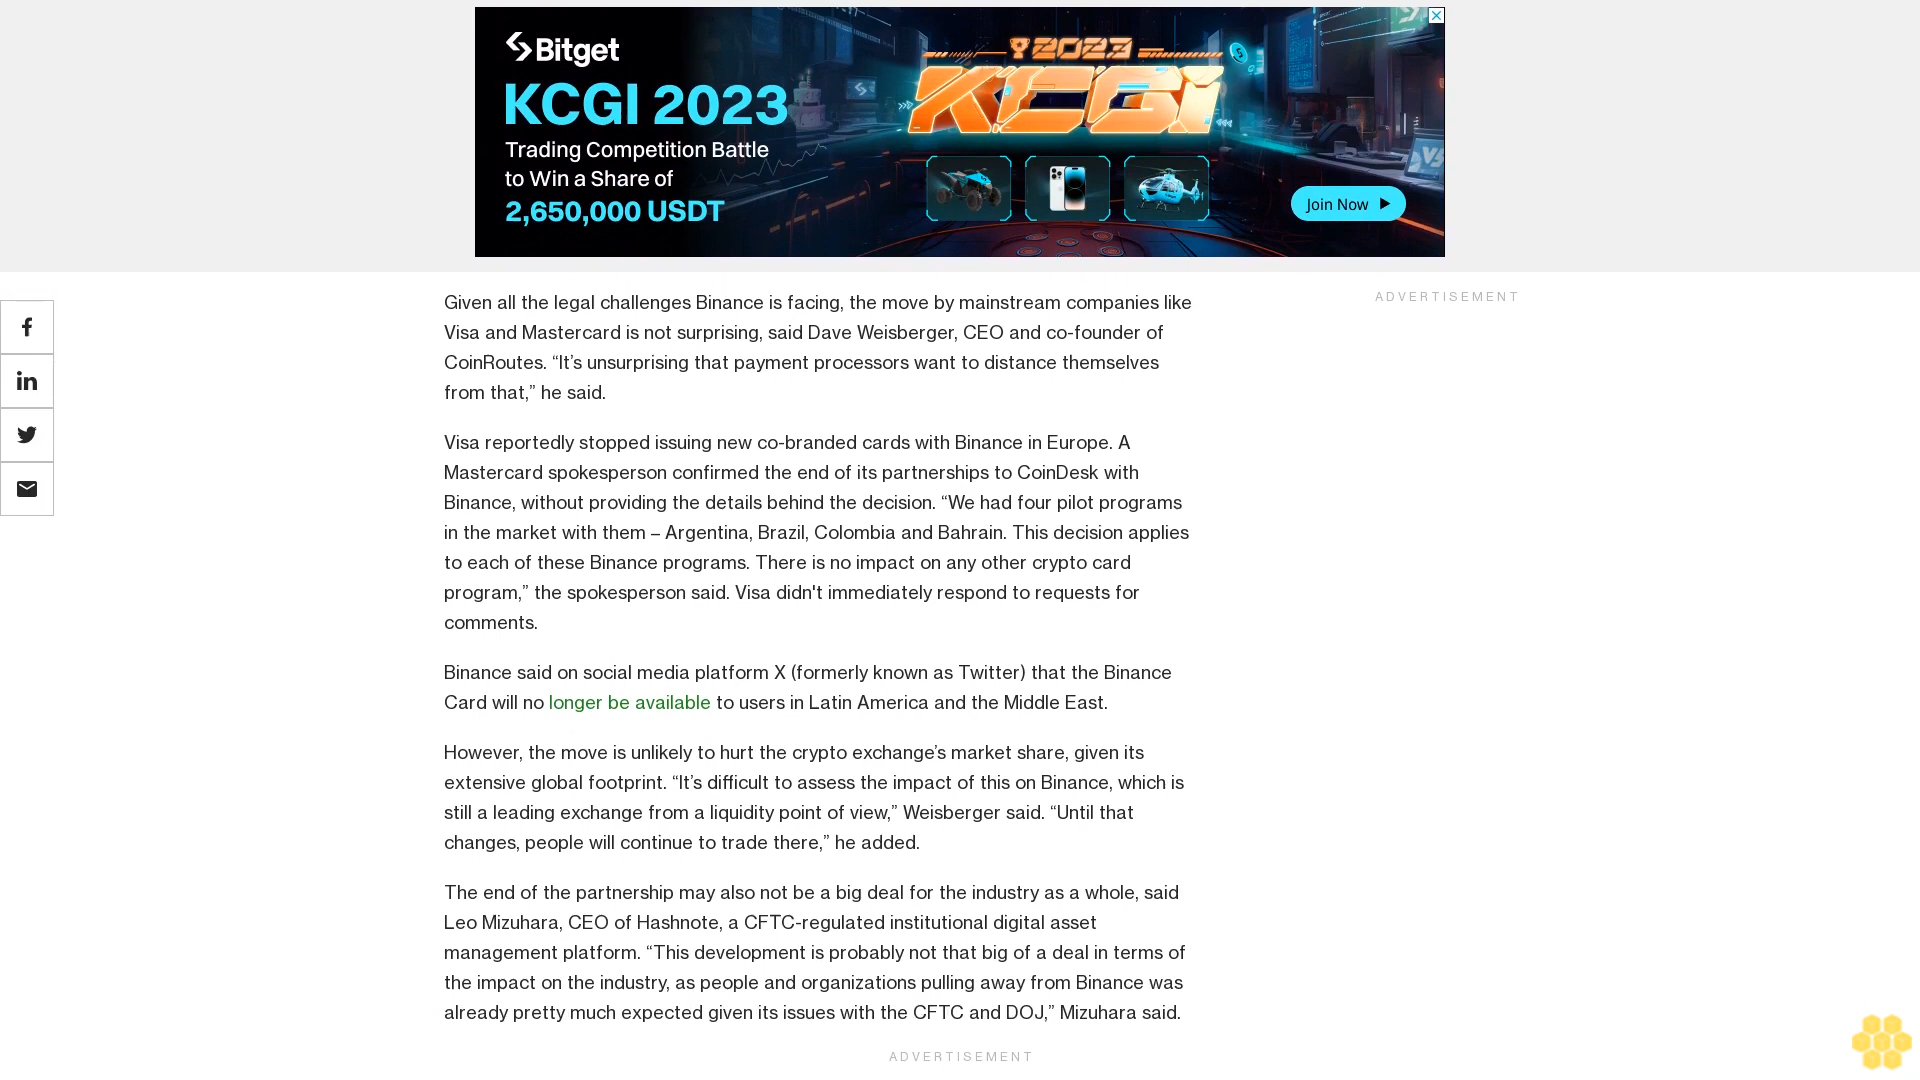 Bitget
KCGI 2023
Trading Competition Battle
to Win a Share of
2,650,000 USDT
2023
KCGI
Join Now
Given all the legal challenges Binance is facing, the move by mainstream companies like
Visa and Mastercard is not surprising, said Dave Weisberger, CEO and co-founder of
CoinRoutes. “It’s unsurprising that payment processors want to distance themselves
from that,” he said.
Visa reportedly stopped issuing new co-branded cards with Binance in Europe. A
Mastercard spokesperson confirmed the end of its partnerships to CoinDesk with
Binance, without providing the details behind the decision. “We had four pilot programs
in the market with them – Argentina, Brazil, Colombia and Bahrain. This decision applies
to each of these Binance programs. There is no impact on any other crypto card
program,” the spokesperson said. Visa didn't immediately respond to requests for
comments.
Binance said on social media platform X (formerly known as Twitter) that the Binance
Card will no longer be available to users in Latin America and the Middle East.
However, the move is unlikely to hurt the crypto exchange’s market share, given its
extensive global footprint. “It’s difficult to assess the impact of this on Binance, which is
still a leading exchange from a liquidity point of view,” Weisberger said. “Until that
changes, people will continue to trade there,” he added.
The end of the partnership may also not be a big deal for the industry as a whole, said
Leo Mizuhara, CEO of Hashnote, a CFTC-regulated institutional digital asset
management platform. “This development is probably not that big of a deal in terms of
the impact on the industry, as people and organizations pulling away from Binance was
already pretty much expected given its issues with the CFTC and DOJ,” Mizuhara said.
ADVERTISEMENT
ADVERTISEMENT